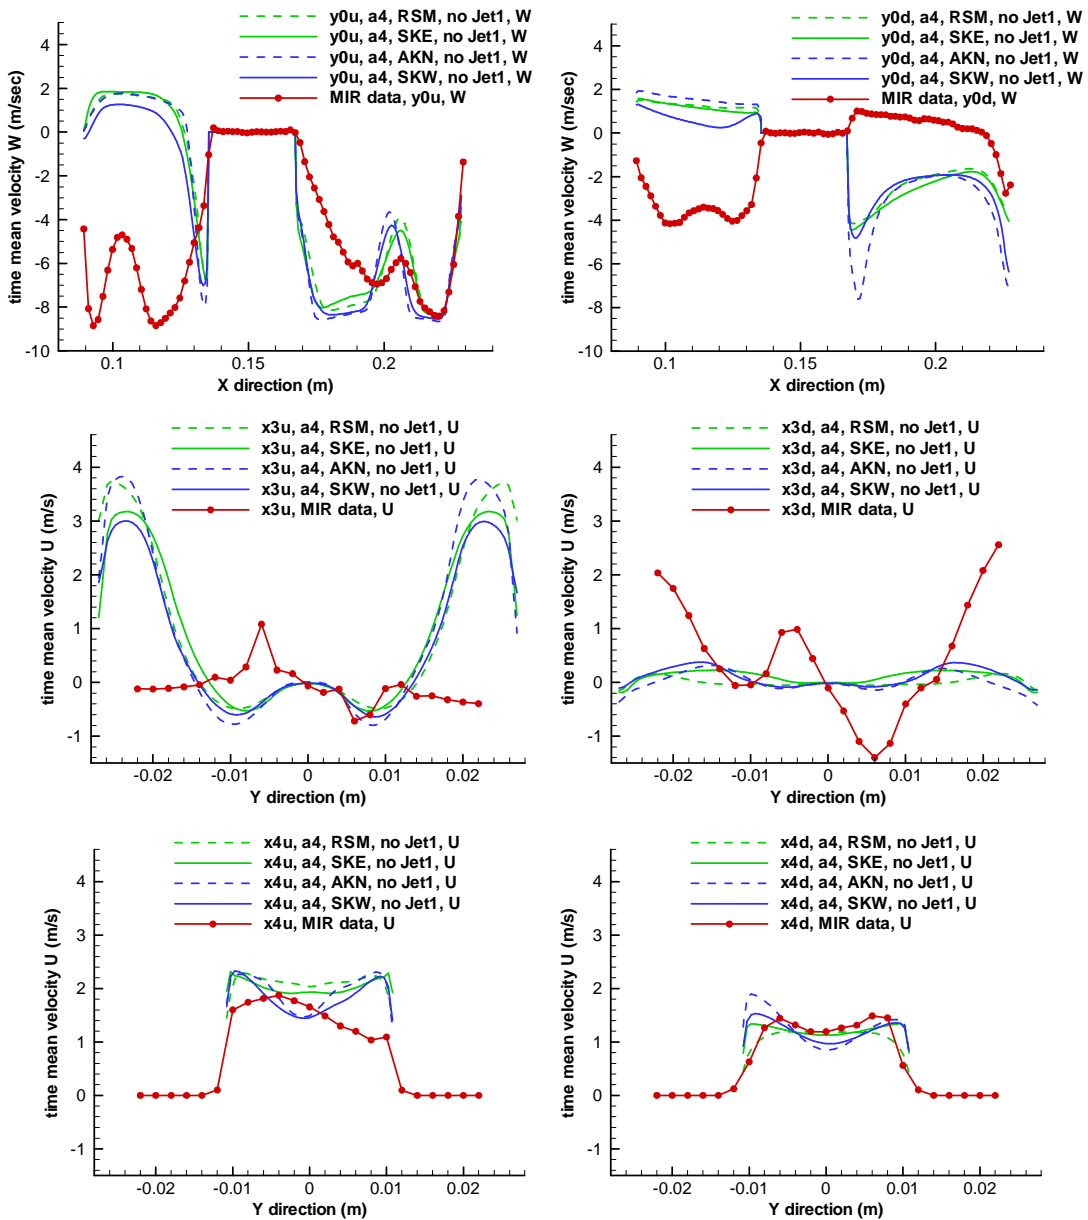 y0u, a4, RSM, no Jet1, W
y0u, a4, SKE, no Jet1, W
y0u, a4, AKN, no Jet1, W
y0u, a4, SKW, no Jet1, W
MIR data, y0u, W
time mean velocity W (m/sec)
4
2
0
-2
-4
-6
-8
-10
0.1
0.15
0.2
X direction (m)
y0d, a4, RSM, no Jet1, W
y0d, a4, SKE, no Jet1, W
y0d, a4, AKN, no Jet1, W
y0d, a4, SKW, no Jet1, W
MIR data, y0d, W
time mean velocity W (m/sec)
4
2
0
-2
-4
-6
-8
-10
0.1
0.15
0.2
X direction (m)
x3u, a4, RSM, no Jet1, U
x3u, a4, SKE, no Jet1, U
x3u, a4, AKN, no Jet1, U
x3u, a4, SKW, no Jet1, U
x3u, MIR data, U
time mean velocity U (m/s)
4
3
2
1
0
-1
-0.02
-0.01
0
0.01
0.02
Y direction (m)
x3d, a4, RSM, no Jet1, U
x3d, a4, SKE, no Jet1, U
x3d, a4, AKN, no Jet1, U
x3d, a4, SKW, no Jet1, U
x3d, MIR data, U
time mean velocity U (m/s)
4
3
2
1
0
-1
-0.02
-0.01
0
0.01
0.02
Y direction (m)
x4u, a4, RSM, no Jet1, U
x4u, a4, SKE, no Jet1, U
x4u, a4, AKN, no Jet1, U
x4u, a4, SKW, no Jet1, U
x4u, MIR data, U
time mean velocity U (m/s)
4
3
2
1
0
-1
-0.02
-0.01
0
0.01
0.02
Y direction (m)
x4d, a4, RSM, no Jet1, U
x4d, a4, SKE, no Jet1, U
x4d, a4, AKN, no Jet1, U
x4d, a4, SKW, no Jet1, U
x4d, MIR data, U
time mean velocity U (m/s)
4
3
2
1
0
-1
-0.02
-0.01
0
0.01
0.02
Y direction (m)